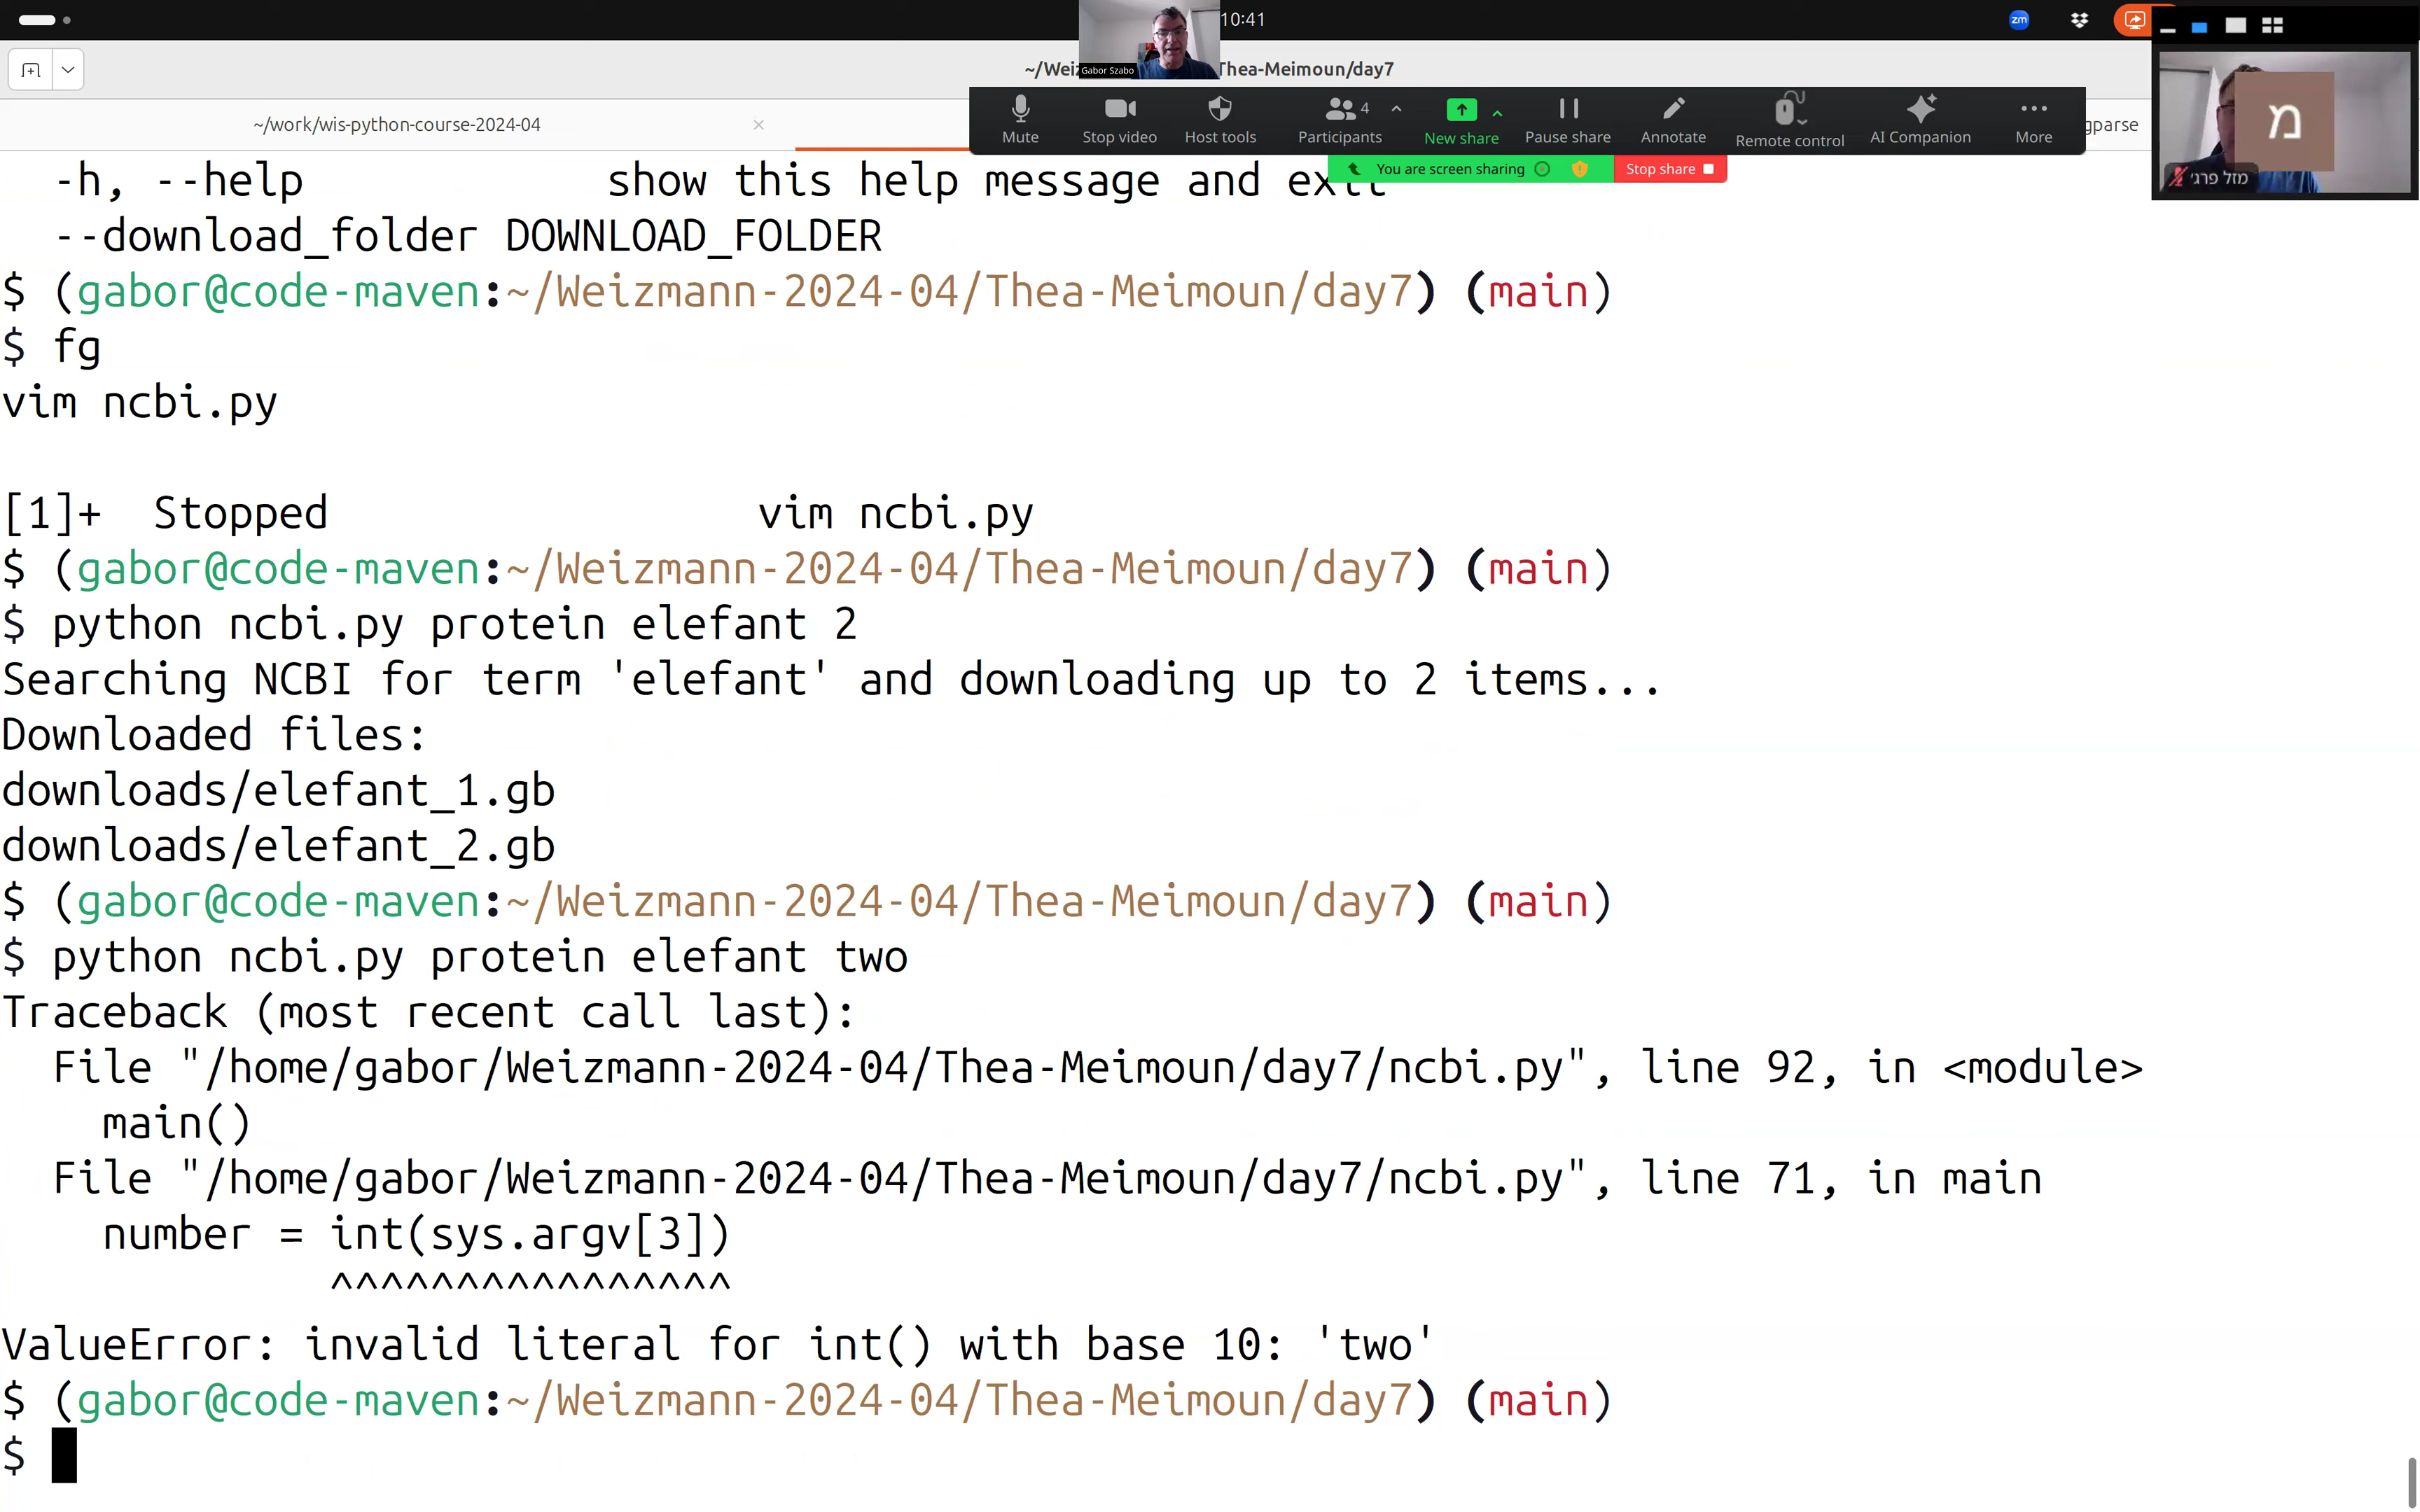 10:41
zm
~/Wei
Thea-Meimoun/day7
Gabor Szabo
~/work/wis-python-course-2024-04
gparse
Mute
Stop video
Host tools
Participants
4
New share
Pause share
Annotate
Remote control
AI Companion
More
You are screen sharing
Stop share
מ
מזל פרג׳
-h, --help show this help message and exit
--download_folder DOWNLOAD_FOLDER
$ (gabor@code-maven:~/Weizmann-2024-04/Thea-Meimoun/day7) (main)
$ fg
vim ncbi.py
[1]+ Stopped vim ncbi.py
$ (gabor@code-maven:~/Weizmann-2024-04/Thea-Meimoun/day7) (main)
$ python ncbi.py protein elefant 2
Searching NCBI for term 'elefant' and downloading up to 2 items...
Downloaded files:
downloads/elefant_1.gb
downloads/elefant_2.gb
$ (gabor@code-maven:~/Weizmann-2024-04/Thea-Meimoun/day7) (main)
$ python ncbi.py protein elefant two
Traceback (most recent call last):
File "/home/gabor/Weizmann-2024-04/Thea-Meimoun/day7/ncbi.py", line 92, in <module>
main()
File "/home/gabor/Weizmann-2024-04/Thea-Meimoun/day7/ncbi.py", line 71, in main
number = int(sys.argv[3])
^^^^^^^^^^^^^^^^
ValueError: invalid literal for int() with base 10: 'two'
$ (gabor@code-maven:~/Weizmann-2024-04/Thea-Meimoun/day7) (main)
$